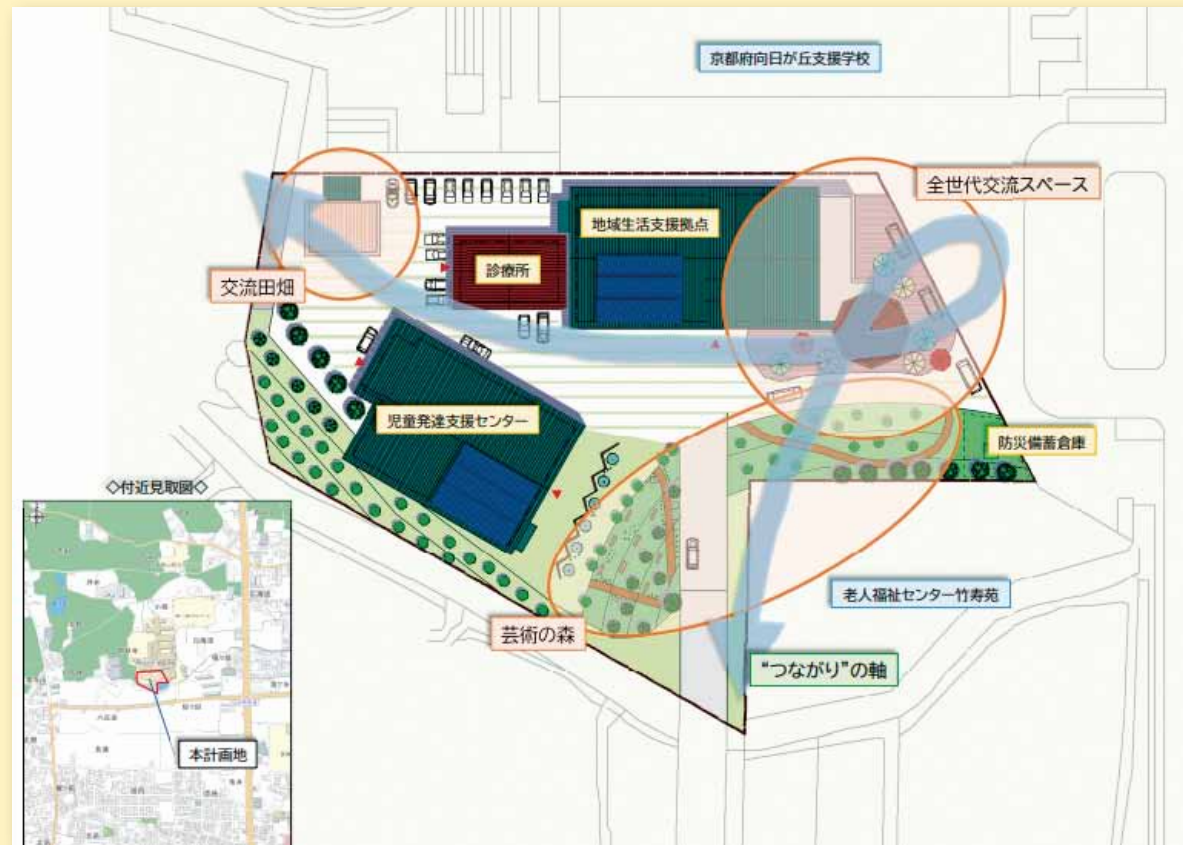 京都府向日が丘支援学校
全世代交流スペース
地域生活支援拠点
診療所
交流田畑
児童発達支援センター
防災備蓄倉庫
◇付近見取図◇
老人福祉センター竹寿苑
芸術の森
“つながり”の軸
本計画地